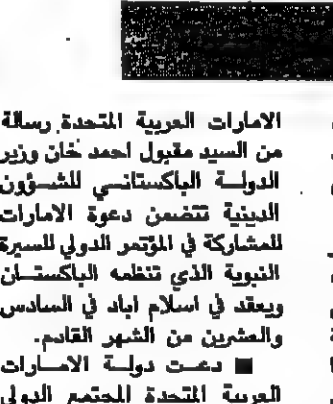 الامارات العربية المتحدة رسالة
من السيد مقبول احمد خان وزير
الدولة الباكستاني للشؤون
الدينية تتضمن دعوة الامارات
للمشاركة في المؤتمر الدولي للسيرة
النبوية الذي تنظمه الباكستان
ويعقد في اسلام اباد في السادس
والعشرين من الشهر القادم.
■ دعت دولة الامارات
العربية المتحدة المجتمع الدولي